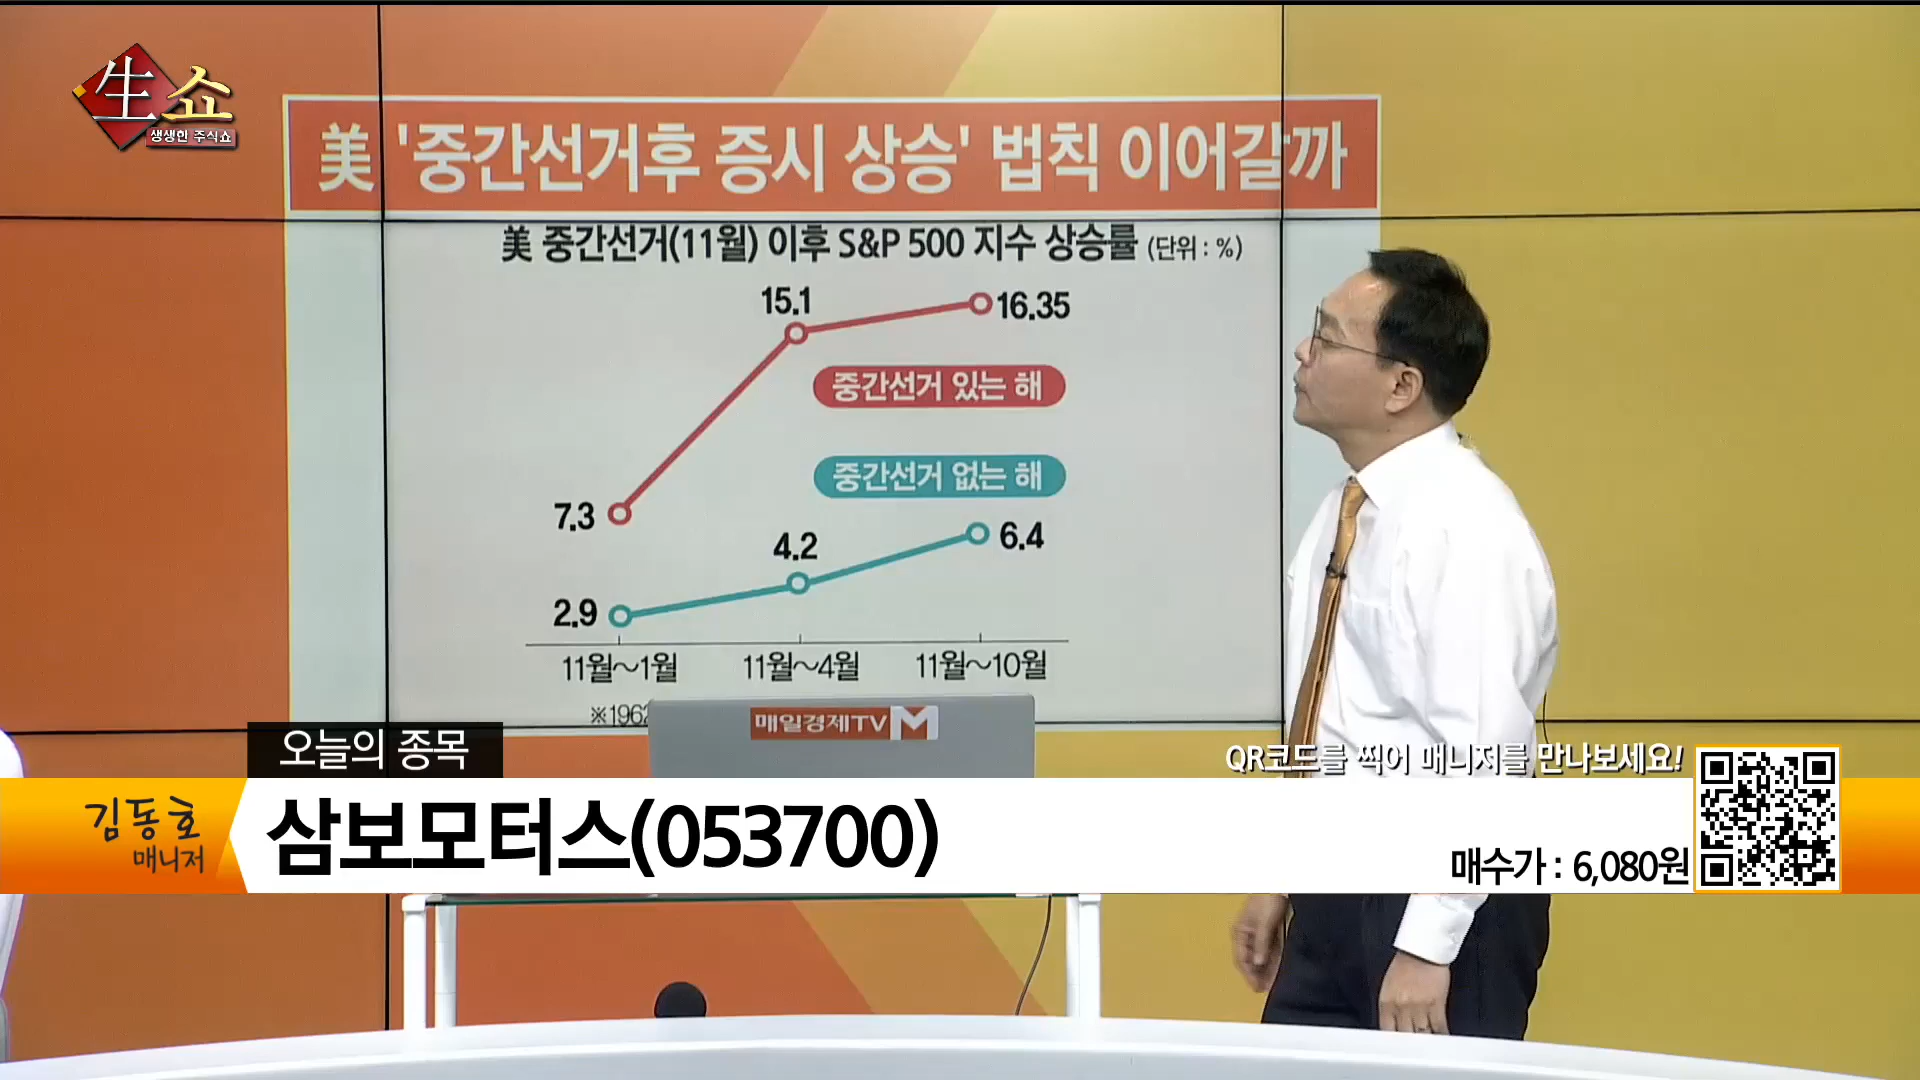 生쇼
생생한 주식쇼
美 '중간선거후 증시 상승' 법칙 이어갈까
美 중간선거(11월) 이후 S&P 500 지수 상승률 (단위 : %)
15.1
16.35
중간선거 있는 해
7.3
중간선거 없는 해
4.2
6.4
2.9
11월~1월
11월~4월
11월~10월
※1962
매일경제TV M
오늘의 종목
QR코드를 찍어 매니저를 만나보세요!
김동호
매니저
삼보모터스(053700)
매수가 : 6,080원